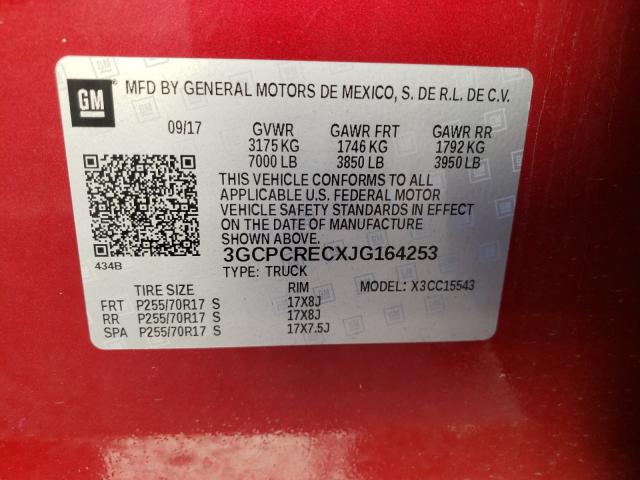 GM
MFD BY GENERAL MOTORS DE MEXICO, S. DE R.L. DE C.V.
09/17 GVWR GAWR FRT GAWR RR
3175 KG 1746 KG 1792 KG
7000 LB 3850 LB 3950 LB
THIS VEHICLE CONFORMS TO ALL
APPLICABLE U.S. FEDERAL MOTOR
VEHICLE SAFETY STANDARDS IN EFFECT
ON THE DATE OF MANUFACTURE
SHOWN ABOVE.
434B
3GCPCRECXJG164253
TYPE: TRUCK
TIRE SIZE RIM MODEL: X3CC15543
FRT P255/70R17 S 17X8J
RR P255/70R17 S 17X8J
SPA P255/70R17 S 17X7.5J